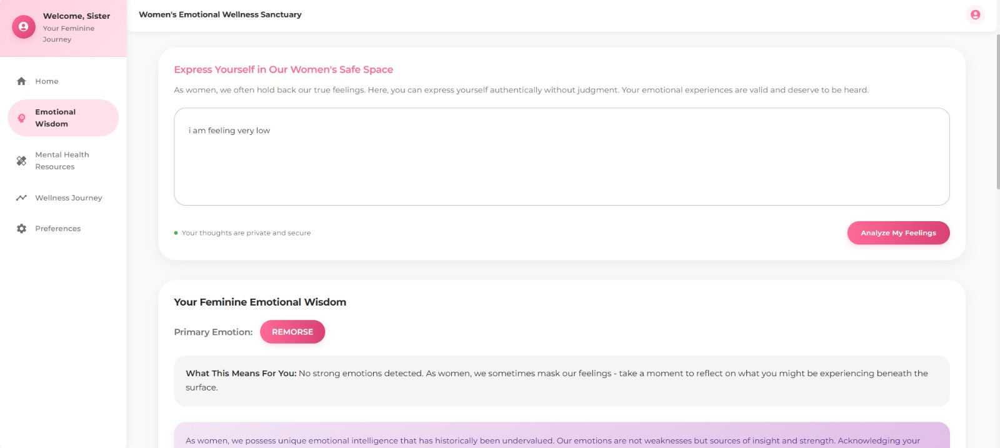 Welcome, Sister
Your Feminine
Journey
Home
Emotional
Wisdom
Mental Health
Resources
Wellness Journey
Preferences
Women's Emotional Wellness Sanctuary
Express Yourself in Our Women's Safe Space
As women, we often hold back our true feelings. Here, you can express yourself authentically without judgment. Your emotional experiences are valid and deserve to be heard.
i am feeling very low
Your thoughts are private and secure
Analyze My Feelings
Your Feminine Emotional Wisdom
Primary Emotion: REMORSE
What This Means For You: No strong emotions detected. As women, we sometimes mask our feelings - take a moment to reflect on what you might be experiencing beneath the
surface.
As women, we possess unique emotional intelligence that has historically been undervalued. Our emotions are not weaknesses but sources of insight and strength. Acknowledging your